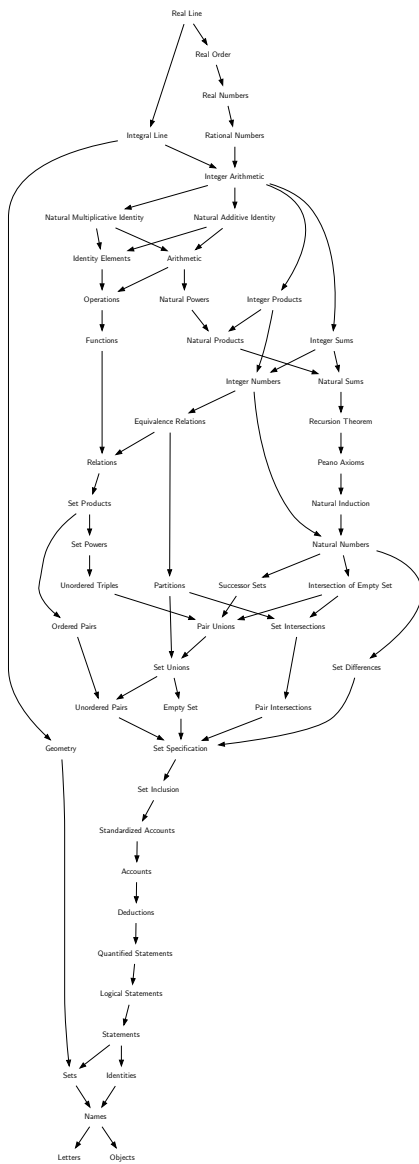 Real Line
Real Order
Real Numbers
Integral Line
Rational Numbers
Integer Arithmetic
Natural Multiplicative Identity
Natural Additive Identity
Identity Elements
Arithmetic
Operations
Natural Powers
Integer Products
Functions
Natural Products
Integer Sums
Integer Numbers
Natural Sums
Equivalence Relations
Recursion Theorem
Relations
Peano Axioms
Set Products
Natural Induction
Set Powers
Natural Numbers
Unordered Triples
Partitions
Successor Sets
Intersection of Empty Set
Ordered Pairs
Pair Unions
Set Intersections
Set Unions
Set Differences
Unordered Pairs
Empty Set
Pair Intersections
Geometry
Set Specification
Set Inclusion
Standardized Accounts
Accounts
Deductions
Quantified Statements
Logical Statements
Statements
Sets
Identities
Names
Letters
Objects